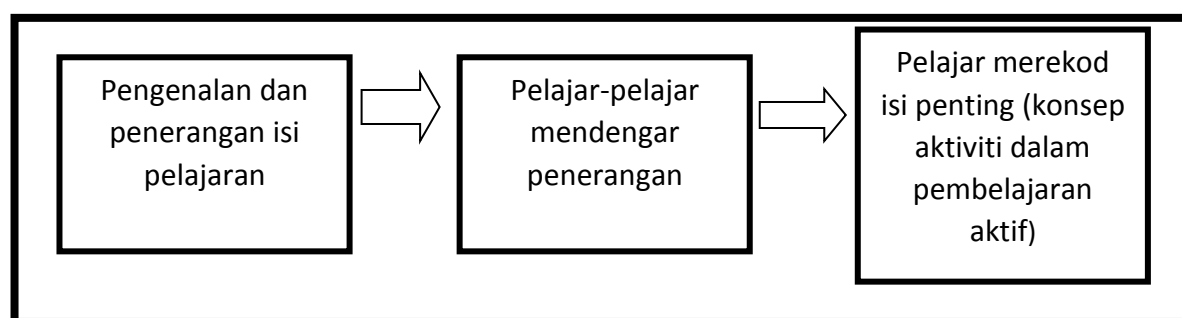 Pengenalan dan
penerangan isi
pelajaran
Pelajar-pelajar
mendengar
penerangan
Pelajar merekod
isi penting (konsep
aktiviti dalam
pembelajaran
aktif)